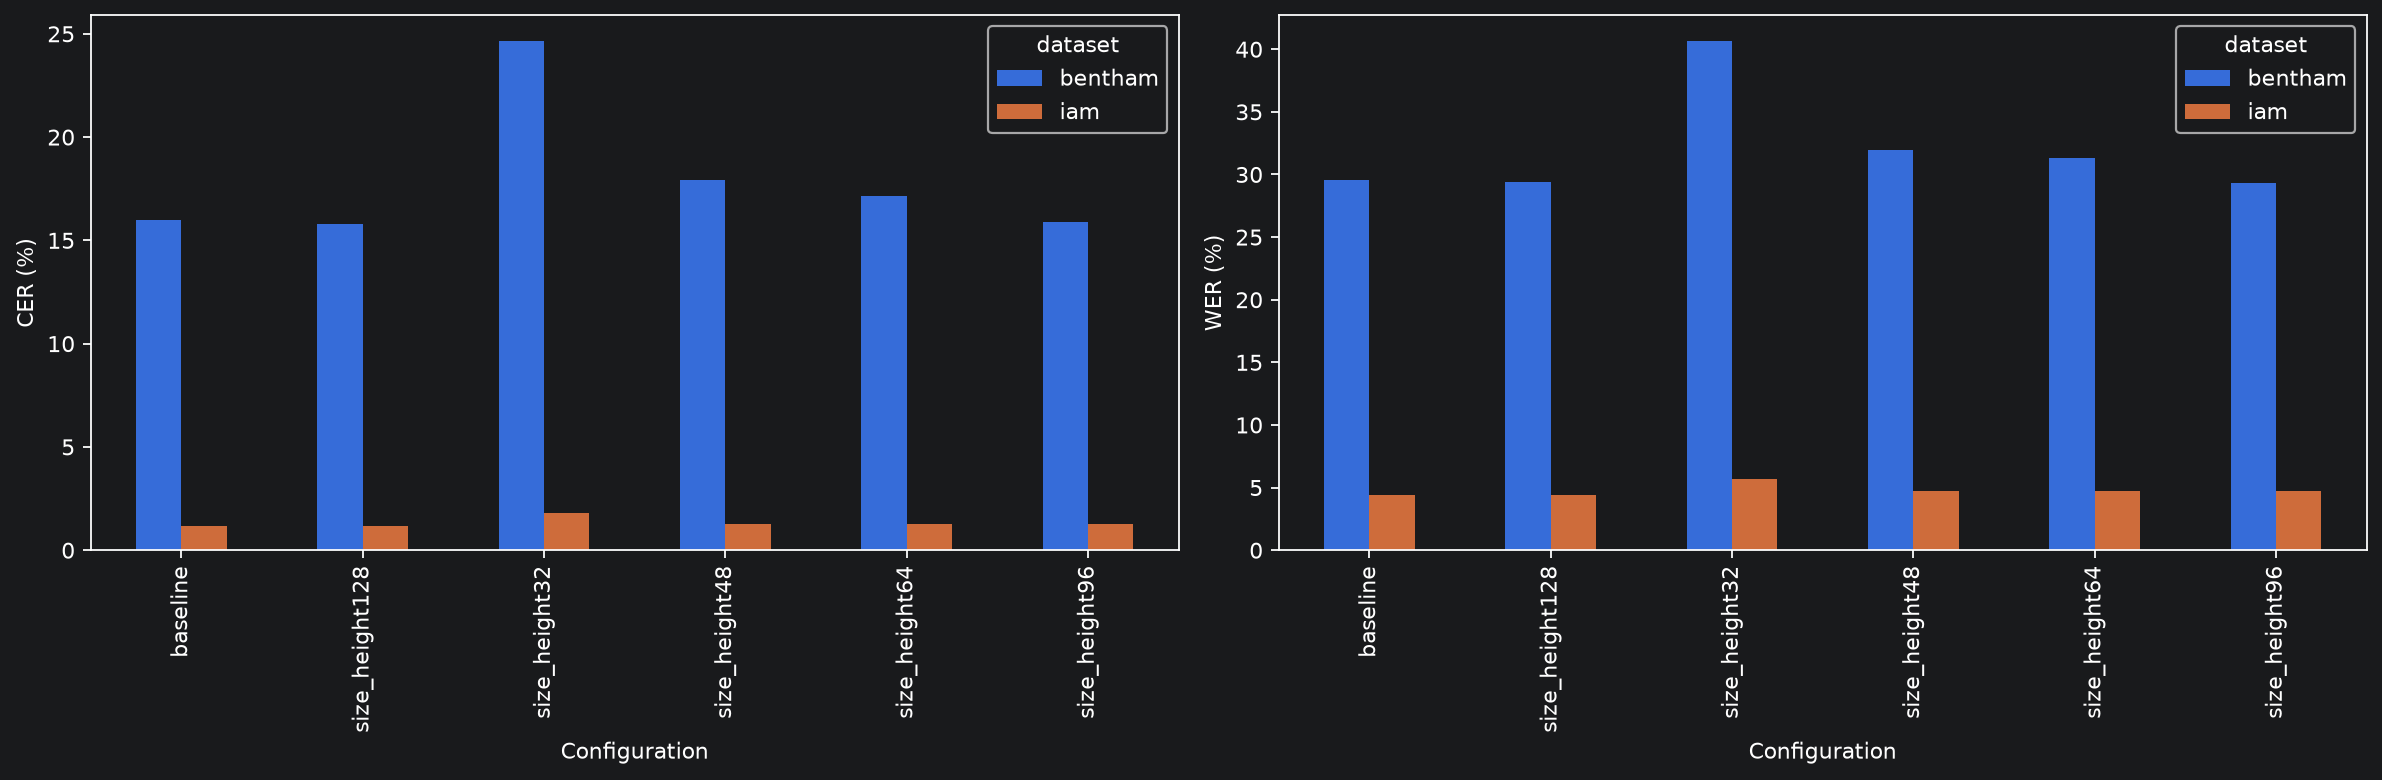 CER (%)
25
20
15
10
5
0
dataset
bentham
iam
baseline
size_height128
size_height32
size_height48
size_height64
size_height96
Configuration
WER (%)
40
35
30
25
20
15
10
5
0
dataset
bentham
iam
baseline
size_height128
size_height32
size_height48
size_height64
size_height96
Configuration